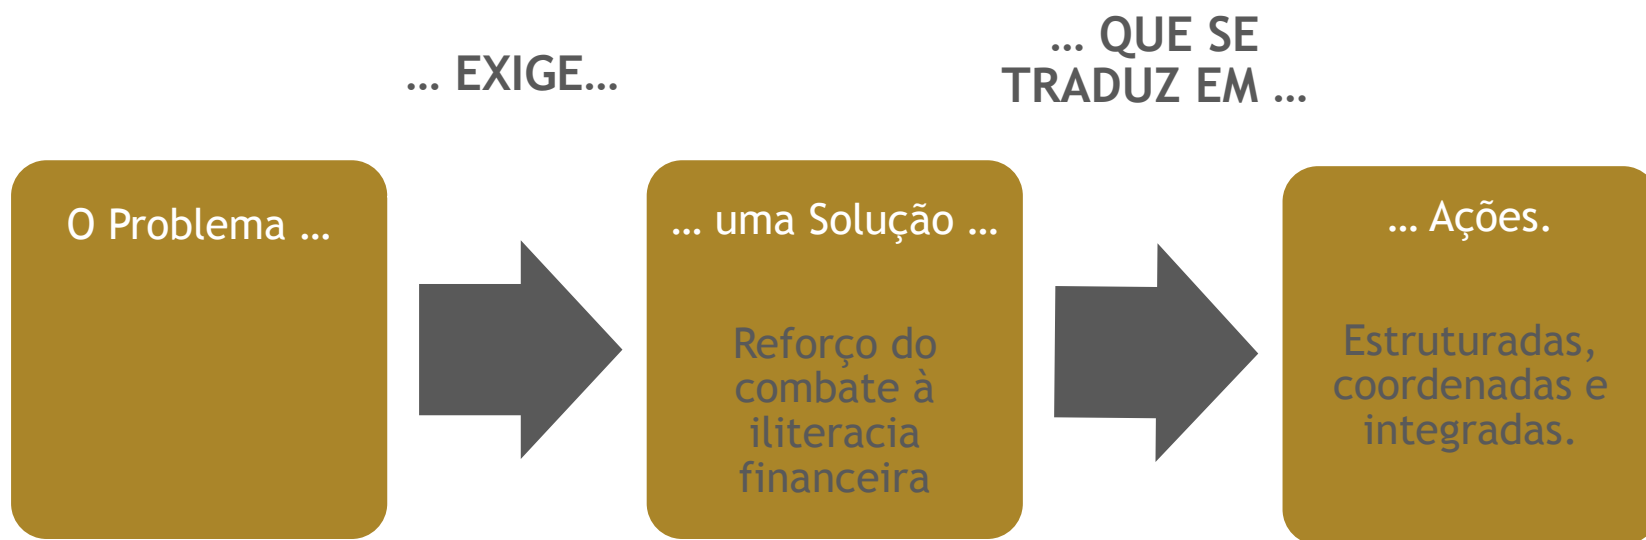 … EXIGE…
… QUE SE
TRADUZ EM …
O Problema …
… uma Solução …
Reforço do
combate à
iliteracia
financeira
… Ações.
Estruturadas,
coordenadas e
integradas.